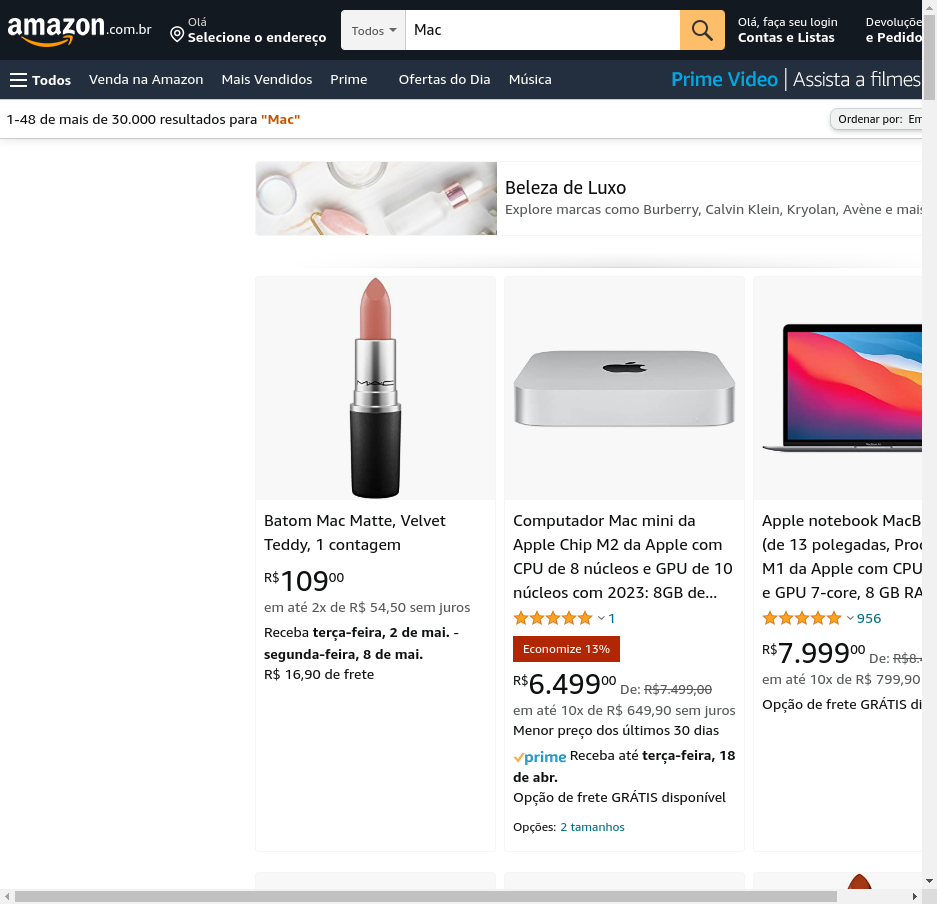 amazon.com.br
Olá
Selecione o endereço
Todos
Mac
Olá, faça seu login
Contas e Listas
Devoluçõe
e Pedido
Todos
Venda na Amazon
Mais Vendidos
Prime
Ofertas do Dia
Música
Prime Video | Assista a filmes
1-48 de mais de 30.000 resultados para "Mac"
Ordenar por: Em
Beleza de Luxo
Explore marcas como Burberry, Calvin Klein, Kryolan, Avène e mais
MAC
Batom Mac Matte, Velvet
Teddy, 1 contagem
R$10900
em até 2x de R$ 54,50 sem juros
Receba terça-feira, 2 de mai. -
segunda-feira, 8 de mai.
R$ 16,90 de frete
Computador Mac mini da
Apple Chip M2 da Apple com
CPU de 8 núcleos e GPU de 10
núcleos com 2023: 8GB de...
1
Economize 13%
R$6.49900 De: R$7.499,00
em até 10x de R$ 649,90 sem juros
Menor preço dos últimos 30 dias
prime Receba até terça-feira, 18
de abr.
Opção de frete GRÁTIS disponível
Opções: 2 tamanhos
Apple notebook MacB
(de 13 polegadas, Proc
M1 da Apple com CPU
e GPU 7-core, 8 GB RA
956
R$7.99900 De: R$8.4
em até 10x de R$ 799,90
Opção de frete GRÁTIS di